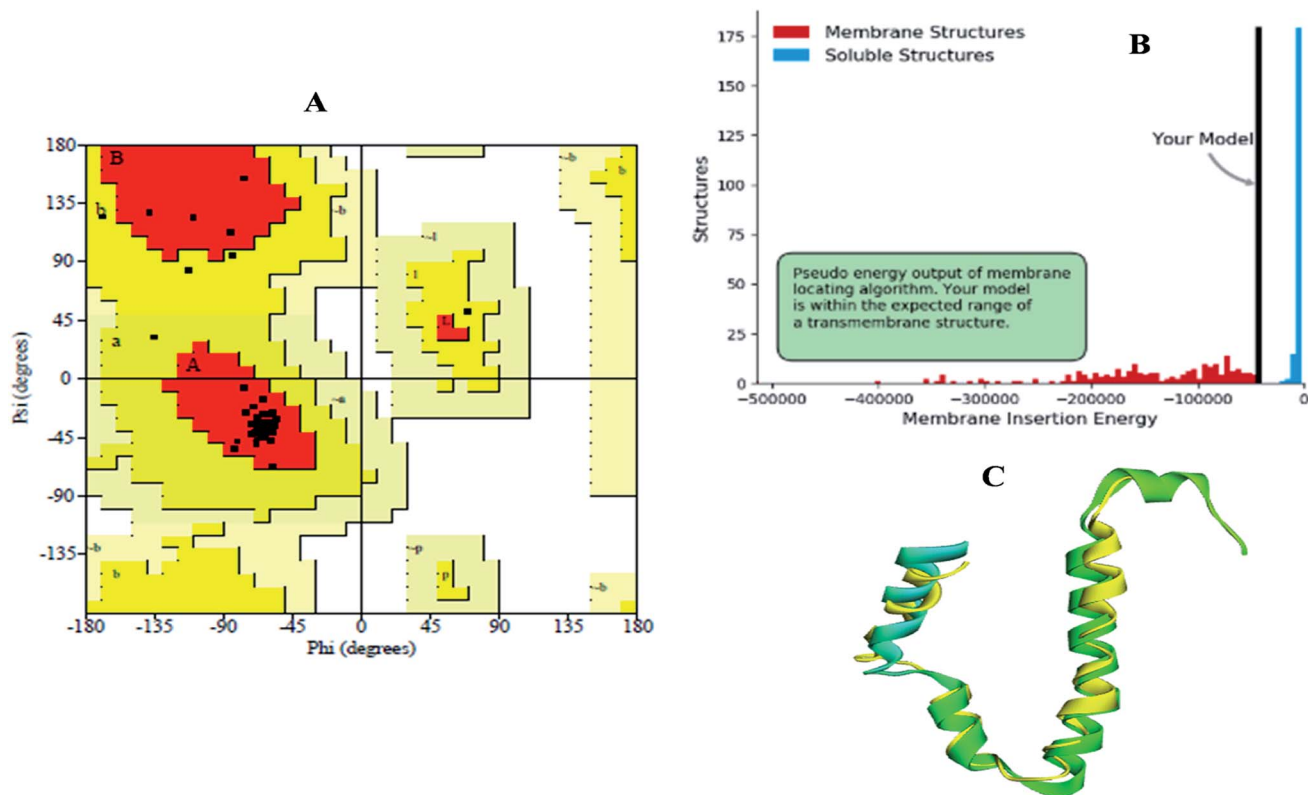 A
180
135
90
45
0
-45
-90
-135
-180
-135
-90
-45
0
45
90
135
180
Psi (degrees)
Phi (degrees)
B
b
~b
~l
l
L
a
A
~a
~b
b
~b
b
~p
p
~b
B
Membrane Structures
Soluble Structures
175
150
125
100
75
50
25
0
Structures
Your Model
Pseudo energy output of membrane
locating algorithm. Your model
is within the expected range of
a transmembrane structure.
−500000
−400000
−300000
−200000
−100000
0
Membrane Insertion Energy
C